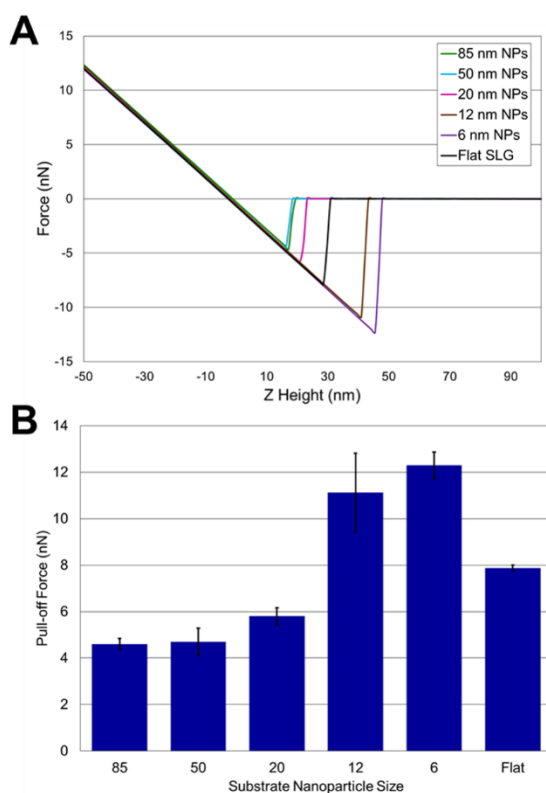 A
15
10
5
0
-5
-10
-15
Force (nN)
85 nm NPs
50 nm NPs
20 nm NPs
12 nm NPs
6 nm NPs
Flat SLG
-50 -30 -10 10 30 50 70 90
Z Height (nm)
B
14
12
10
8
6
4
2
0
Pull-off Force (nN)
85 50 20 12 6 Flat
Substrate Nanoparticle Size